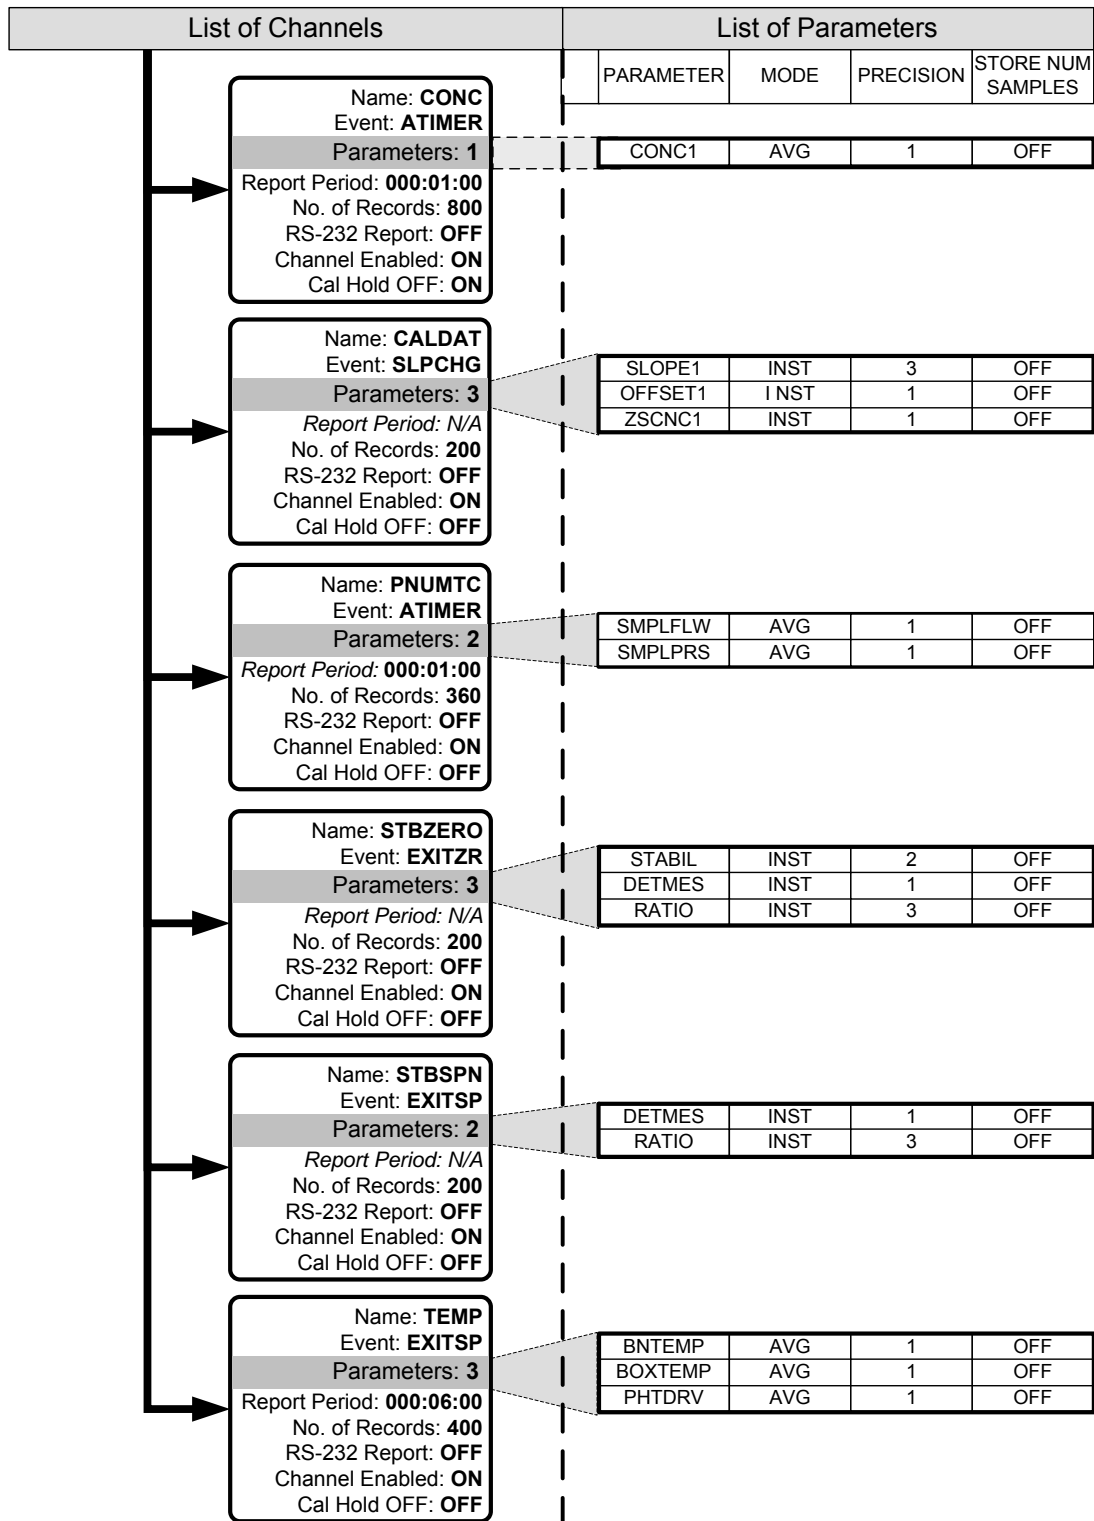 List of Channels
List of Parameters
PARAMETER MODE PRECISION STORE NUM SAMPLES
Name: CONC
Event: ATIMER
Parameters: 1
Report Period: 000:01:00
No. of Records: 800
RS-232 Report: OFF
Channel Enabled: ON
Cal Hold OFF: ON
CONC1 AVG 1 OFF
Name: CALDAT
Event: SLPCHG
Parameters: 3
Report Period: N/A
No. of Records: 200
RS-232 Report: OFF
Channel Enabled: ON
Cal Hold OFF: OFF
SLOPE1 INST 3 OFF
OFFSET1 I NST 1 OFF
ZSCNC1 INST 1 OFF
Name: PNUMTC
Event: ATIMER
Parameters: 2
Report Period: 000:01:00
No. of Records: 360
RS-232 Report: OFF
Channel Enabled: ON
Cal Hold OFF: OFF
SMPLFLW AVG 1 OFF
SMPLPRS AVG 1 OFF
Name: STBZERO
Event: EXITZR
Parameters: 3
Report Period: N/A
No. of Records: 200
RS-232 Report: OFF
Channel Enabled: ON
Cal Hold OFF: OFF
STABIL INST 2 OFF
DETMES INST 1 OFF
RATIO INST 3 OFF
Name: STBSPN
Event: EXITSP
Parameters: 2
Report Period: N/A
No. of Records: 200
RS-232 Report: OFF
Channel Enabled: ON
Cal Hold OFF: OFF
DETMES INST 1 OFF
RATIO INST 3 OFF
Name: TEMP
Event: EXITSP
Parameters: 3
Report Period: 000:06:00
No. of Records: 400
RS-232 Report: OFF
Channel Enabled: ON
Cal Hold OFF: OFF
BNTEMP AVG 1 OFF
BOXTEMP AVG 1 OFF
PHTDRV AVG 1 OFF